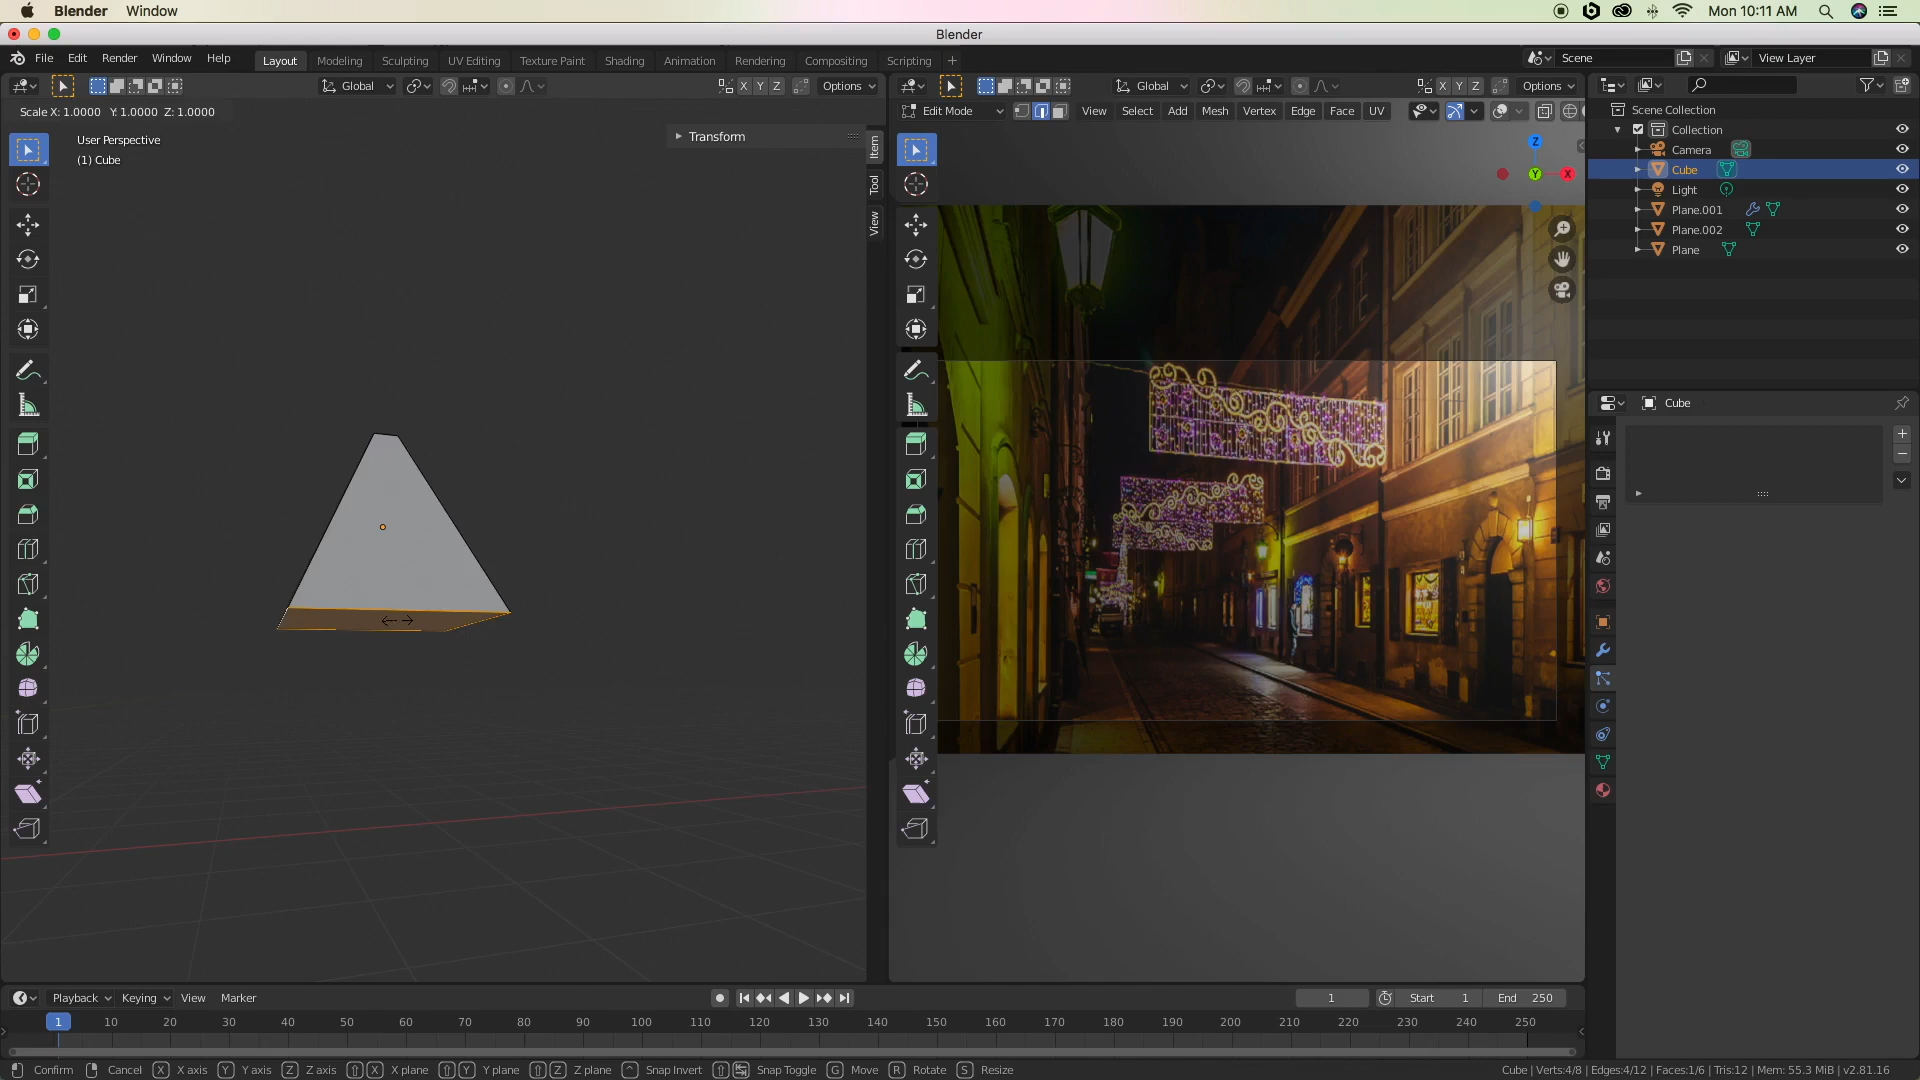 Blender Window Mon 10:11 AM
Blender
File Edit Render Window Help Layout Modeling Sculpting UV Editing Texture Paint Shading Animation Rendering Compositing Scripting + Scene View Layer
Global X Y Z Options Global X Y Z Options
Scale X: 1.0000 Y: 1.0000 Z: 1.0000 Edit Mode View Select Add Mesh Vertex Edge Face UV
User Perspective
(1) Cube
Transform
Item
Tool
View
Z
Y
X
Scene Collection
Collection
Camera
Cube
Light
Plane.001
Plane.002
Plane
Cube
Playback Keying View Marker 1 Start 1 End 250
1 10 20 30 40 50 60 70 80 90 100 110 120 130 140 150 160 170 180 190 200 210 220 230 240 250
Confirm Cancel X X axis Y Y axis Z Z axis X X plane Y Y plane Z Z plane Snap Invert Snap Toggle G Move R Rotate S Resize Cube | Verts:4/8 | Edges:4/12 | Faces:1/6 | Tris:12 | Mem: 55.3 MiB | v2.81.16